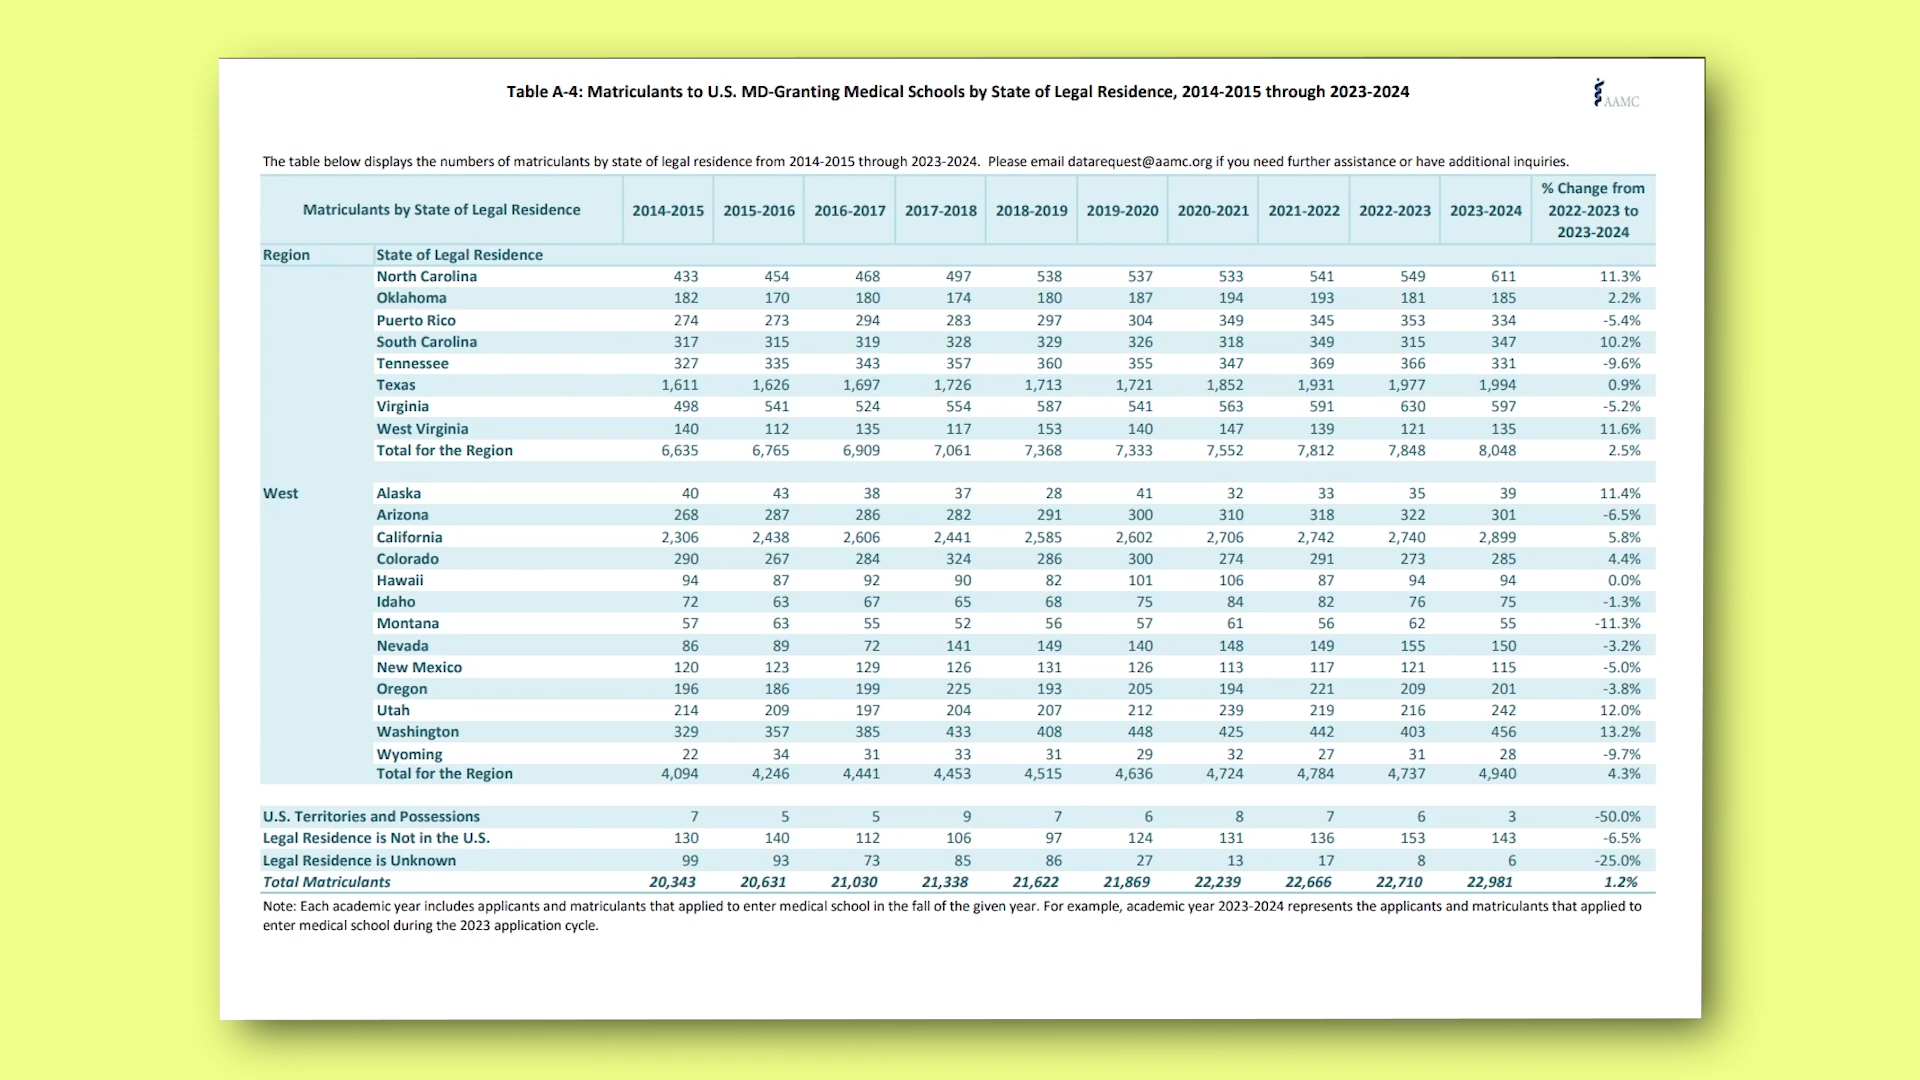 Table A-4: Matriculants to U.S. MD-Granting Medical Schools by State of Legal Residence, 2014-2015 through 2023-2024
AAMC
The table below displays the numbers of matriculants by state of legal residence from 2014-2015 through 2023-2024.  Please email datarequest@aamc.org if you need further assistance or have additional inquiries.
Matriculants by State of Legal Residence 2014-2015 2015-2016 2016-2017 2017-2018 2018-2019 2019-2020 2020-2021 2021-2022 2022-2023 2023-2024 % Change from 2022-2023 to 2023-2024
Region State of Legal Residence
North Carolina 433 454 468 497 538 537 533 541 549 611 11.3%
Oklahoma 182 170 180 174 180 187 194 193 181 185 2.2%
Puerto Rico 274 273 294 283 297 304 349 345 353 334 -5.4%
South Carolina 317 315 319 328 329 326 318 349 315 347 10.2%
Tennessee 327 335 343 357 360 355 347 369 366 331 -9.6%
Texas 1,611 1,626 1,697 1,726 1,713 1,721 1,852 1,931 1,977 1,994 0.9%
Virginia 498 541 524 554 587 541 563 591 630 597 -5.2%
West Virginia 140 112 135 117 153 140 147 139 121 135 11.6%
Total for the Region 6,635 6,765 6,909 7,061 7,368 7,333 7,552 7,812 7,848 8,048 2.5%
West Alaska 40 43 38 37 28 41 32 33 35 39 11.4%
Arizona 268 287 286 282 291 300 310 318 322 301 -6.5%
California 2,306 2,438 2,606 2,441 2,585 2,602 2,706 2,742 2,740 2,899 5.8%
Colorado 290 267 284 324 286 300 274 291 273 285 4.4%
Hawaii 94 87 92 90 82 101 106 87 94 94 0.0%
Idaho 72 63 67 65 68 75 84 82 76 75 -1.3%
Montana 57 63 55 52 56 57 61 56 62 55 -11.3%
Nevada 86 89 72 141 149 140 148 149 155 150 -3.2%
New Mexico 120 123 129 126 131 126 113 117 121 115 -5.0%
Oregon 196 186 199 225 193 205 194 221 209 201 -3.8%
Utah 214 209 197 204 207 212 239 219 216 242 12.0%
Washington 329 357 385 433 408 448 425 442 403 456 13.2%
Wyoming 22 34 31 33 31 29 32 27 31 28 -9.7%
Total for the Region 4,094 4,246 4,441 4,453 4,515 4,636 4,724 4,784 4,737 4,940 4.3%
U.S. Territories and Possessions 7 5 5 9 7 6 8 7 6 3 -50.0%
Legal Residence is Not in the U.S. 130 140 112 106 97 124 131 136 153 143 -6.5%
Legal Residence is Unknown 99 93 73 85 86 27 13 17 8 6 -25.0%
Total Matriculants 20,343 20,631 21,030 21,338 21,622 21,869 22,239 22,666 22,710 22,981 1.2%
Note: Each academic year includes applicants and matriculants that applied to enter medical school in the fall of the given year. For example, academic year 2023-2024 represents the applicants and matriculants that applied to
enter medical school during the 2023 application cycle.